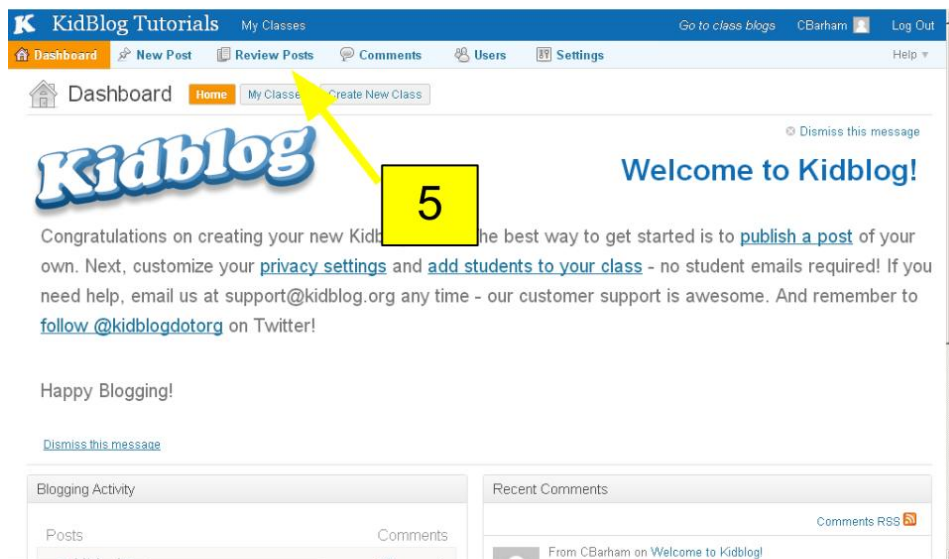 K KidBlog Tutorials My Classes Go to class blogs CBarham Log Out
Dashboard New Post Review Posts Comments Users Settings Help
Dashboard Home My Classes Create New Class
Dismiss this message
Kidblog
Welcome to Kidblog!
5
Congratulations on creating your new he best way to get started is to publish a post of your
own. Next, customize your privacy settings and add students to your class - no student emails required! If you
need help, email us at support@kidblog.org any time - our customer support is awesome. And remember to
follow @kidblogdotorg on Twitter!
Happy Blogging!
Dismiss this message
Blogging Activity Recent Comments
Comments RSS
Posts Comments
From CBarham on Welcome to Kidblog!